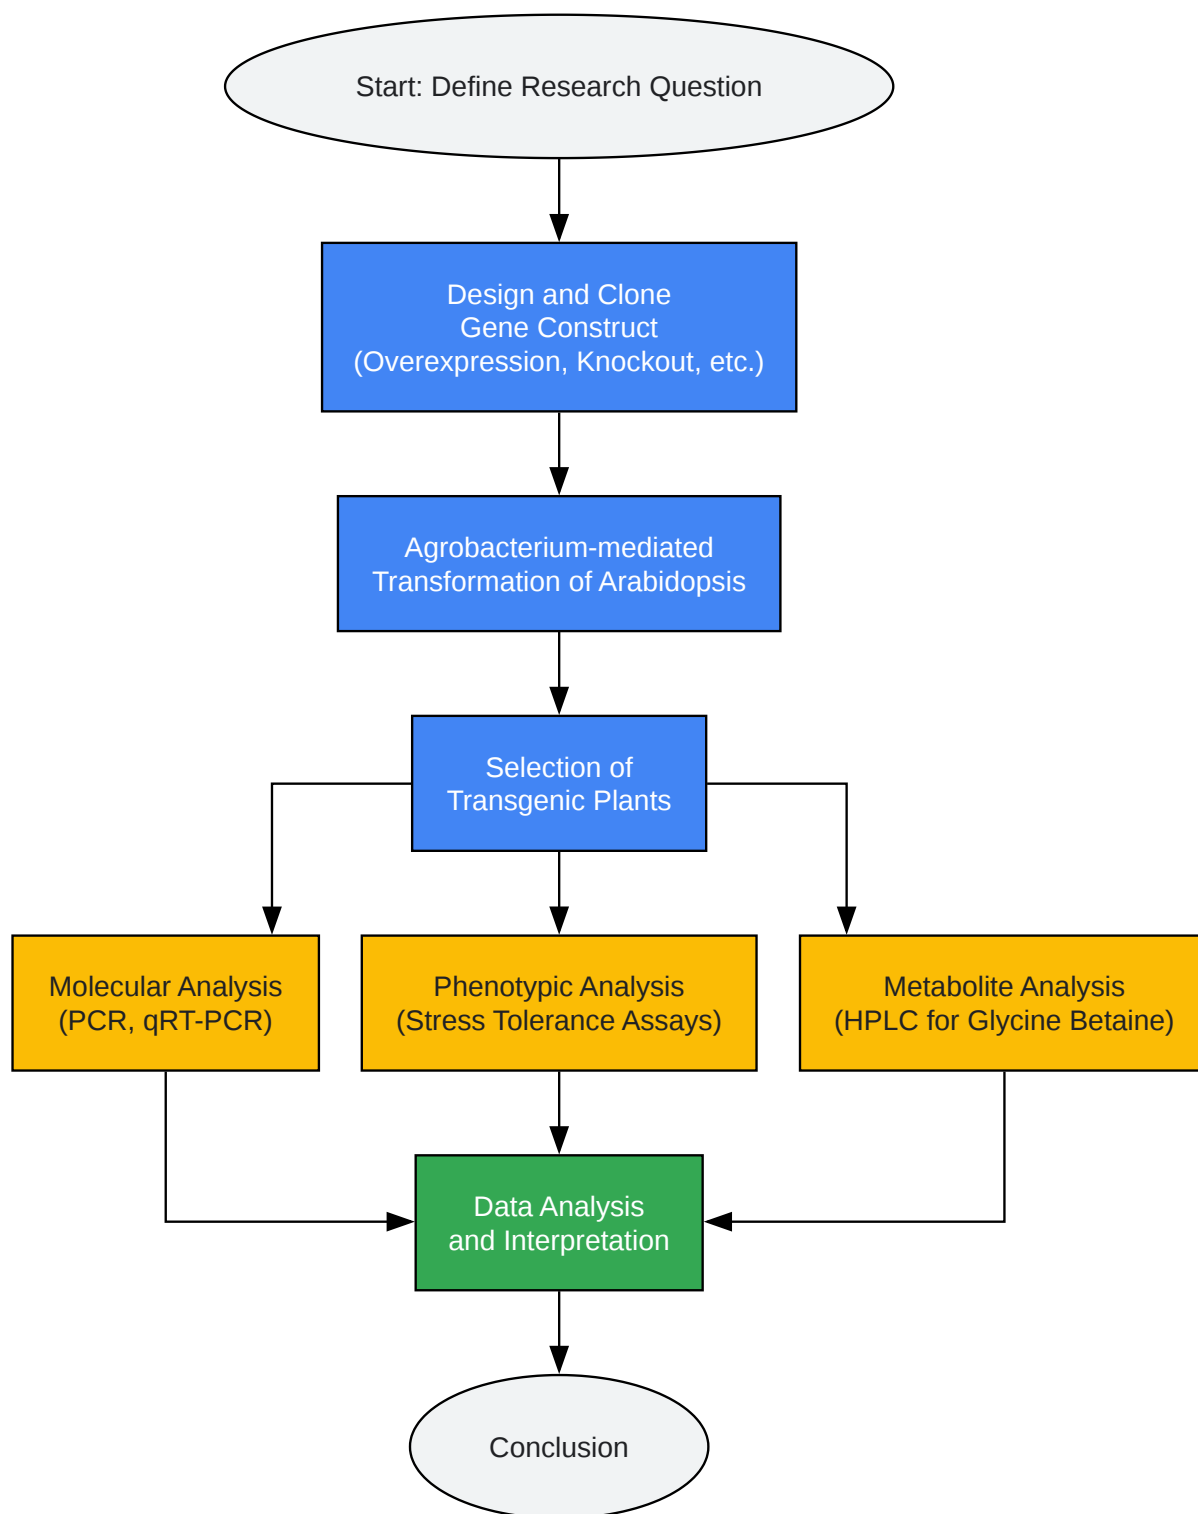 Start: Define Research Question
Design and Clone
Gene Construct
(Overexpression, Knockout, etc.)
Agrobacterium-mediated
Transformation of Arabidopsis
Selection of
Transgenic Plants
Molecular Analysis
(PCR, qRT-PCR)
Phenotypic Analysis
(Stress Tolerance Assays)
Metabolite Analysis
(HPLC for Glycine Betaine)
Data Analysis
and Interpretation
Conclusion